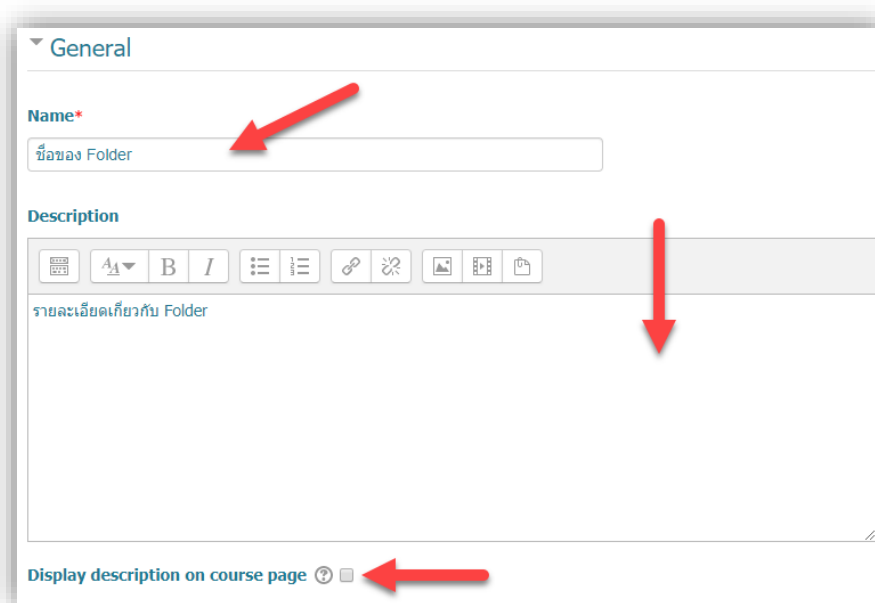 General
Name*
ชื่อของ Folder
Description
รายละเอียดเกี่ยวกับ Folder
Display description on course page